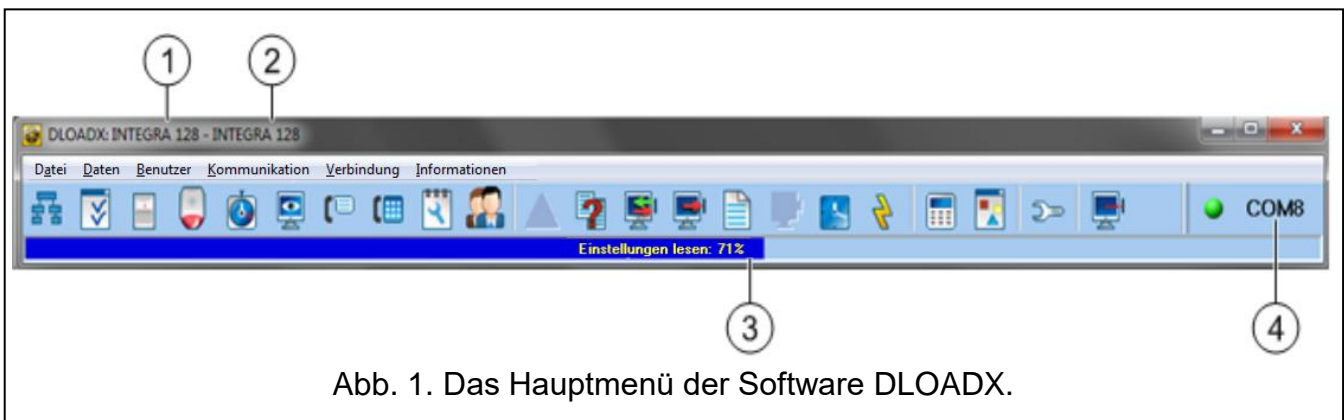 1 2
DLOADX: INTEGRA 128 - INTEGRA 128
Datei Daten Benutzer Kommunikation Verbindung Informationen
COM8
Einstellungen lesen: 71%
3 4
Abb. 1. Das Hauptmenü der Software DLOADX.